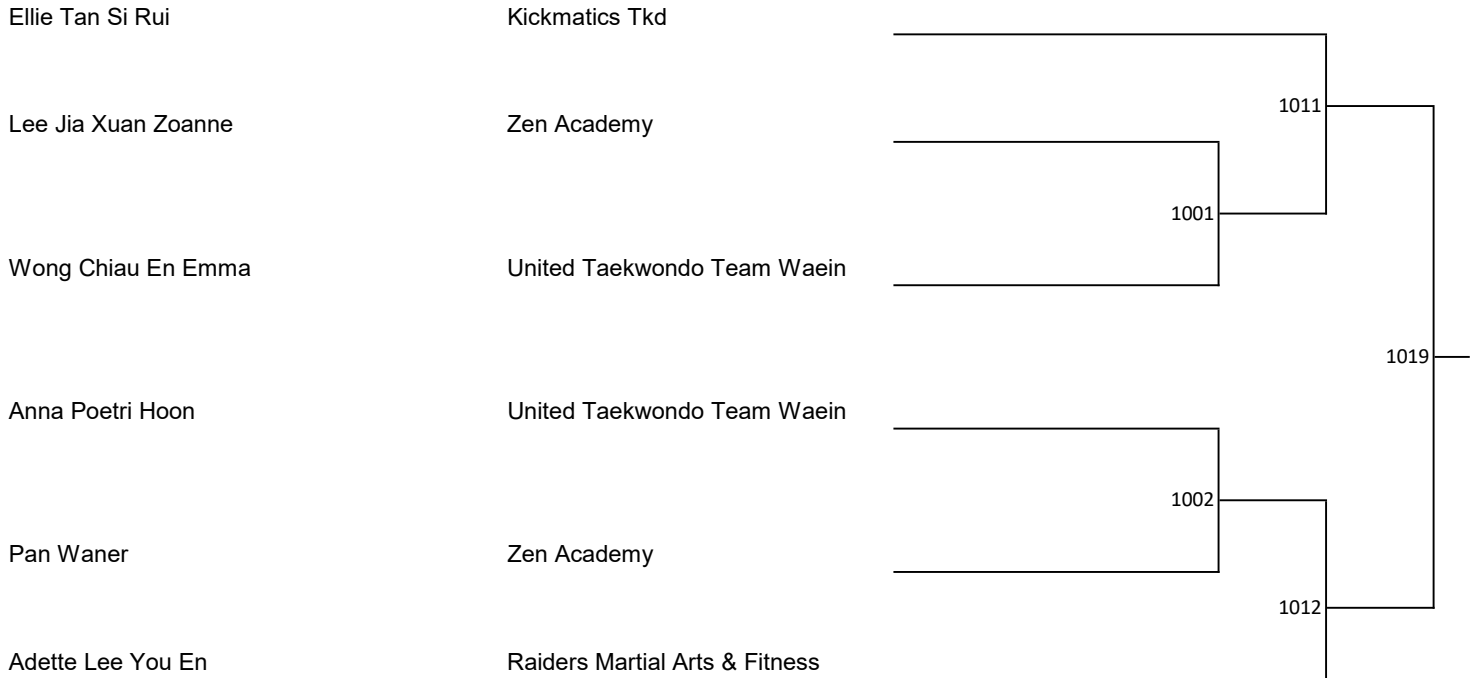 Ellie Tan Si Rui Kickmatics Tkd
1011
Lee Jia Xuan Zoanne Zen Academy
1001
Wong Chiau En Emma United Taekwondo Team Waein
1019
Anna Poetri Hoon United Taekwondo Team Waein
1002
Pan Waner Zen Academy
1012
Adette Lee You En Raiders Martial Arts & Fitness